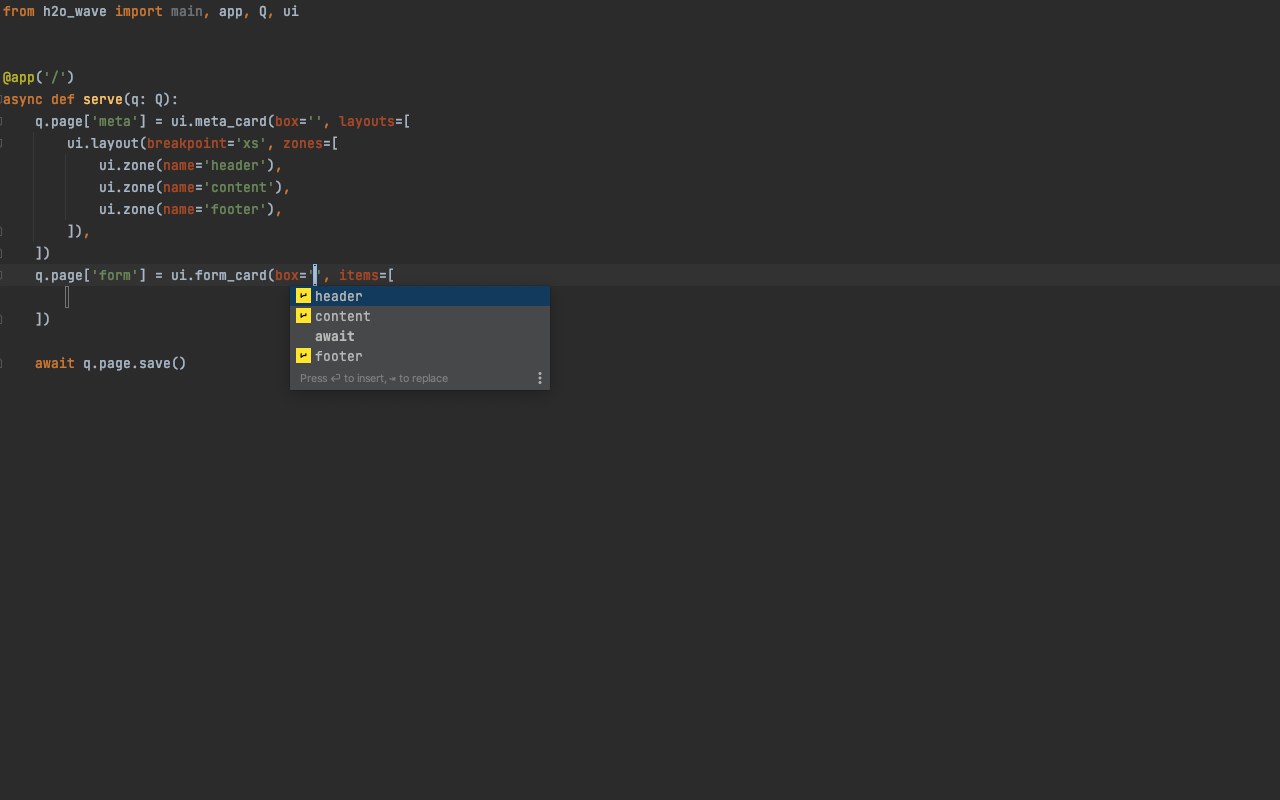 from h2o_wave import main, app, Q, ui
@app('/')
async def serve(q: Q):
    q.page['meta'] = ui.meta_card(box='', layouts=[
        ui.layout(breakpoint='xs', zones=[
            ui.zone(name='header'),
            ui.zone(name='content'),
            ui.zone(name='footer'),
        ]),
    ])
    q.page['form'] = ui.form_card(box='', items=[
header
content
    ])
await
footer
    await q.page.save()
Press ⏎ to insert, ⇥ to replace